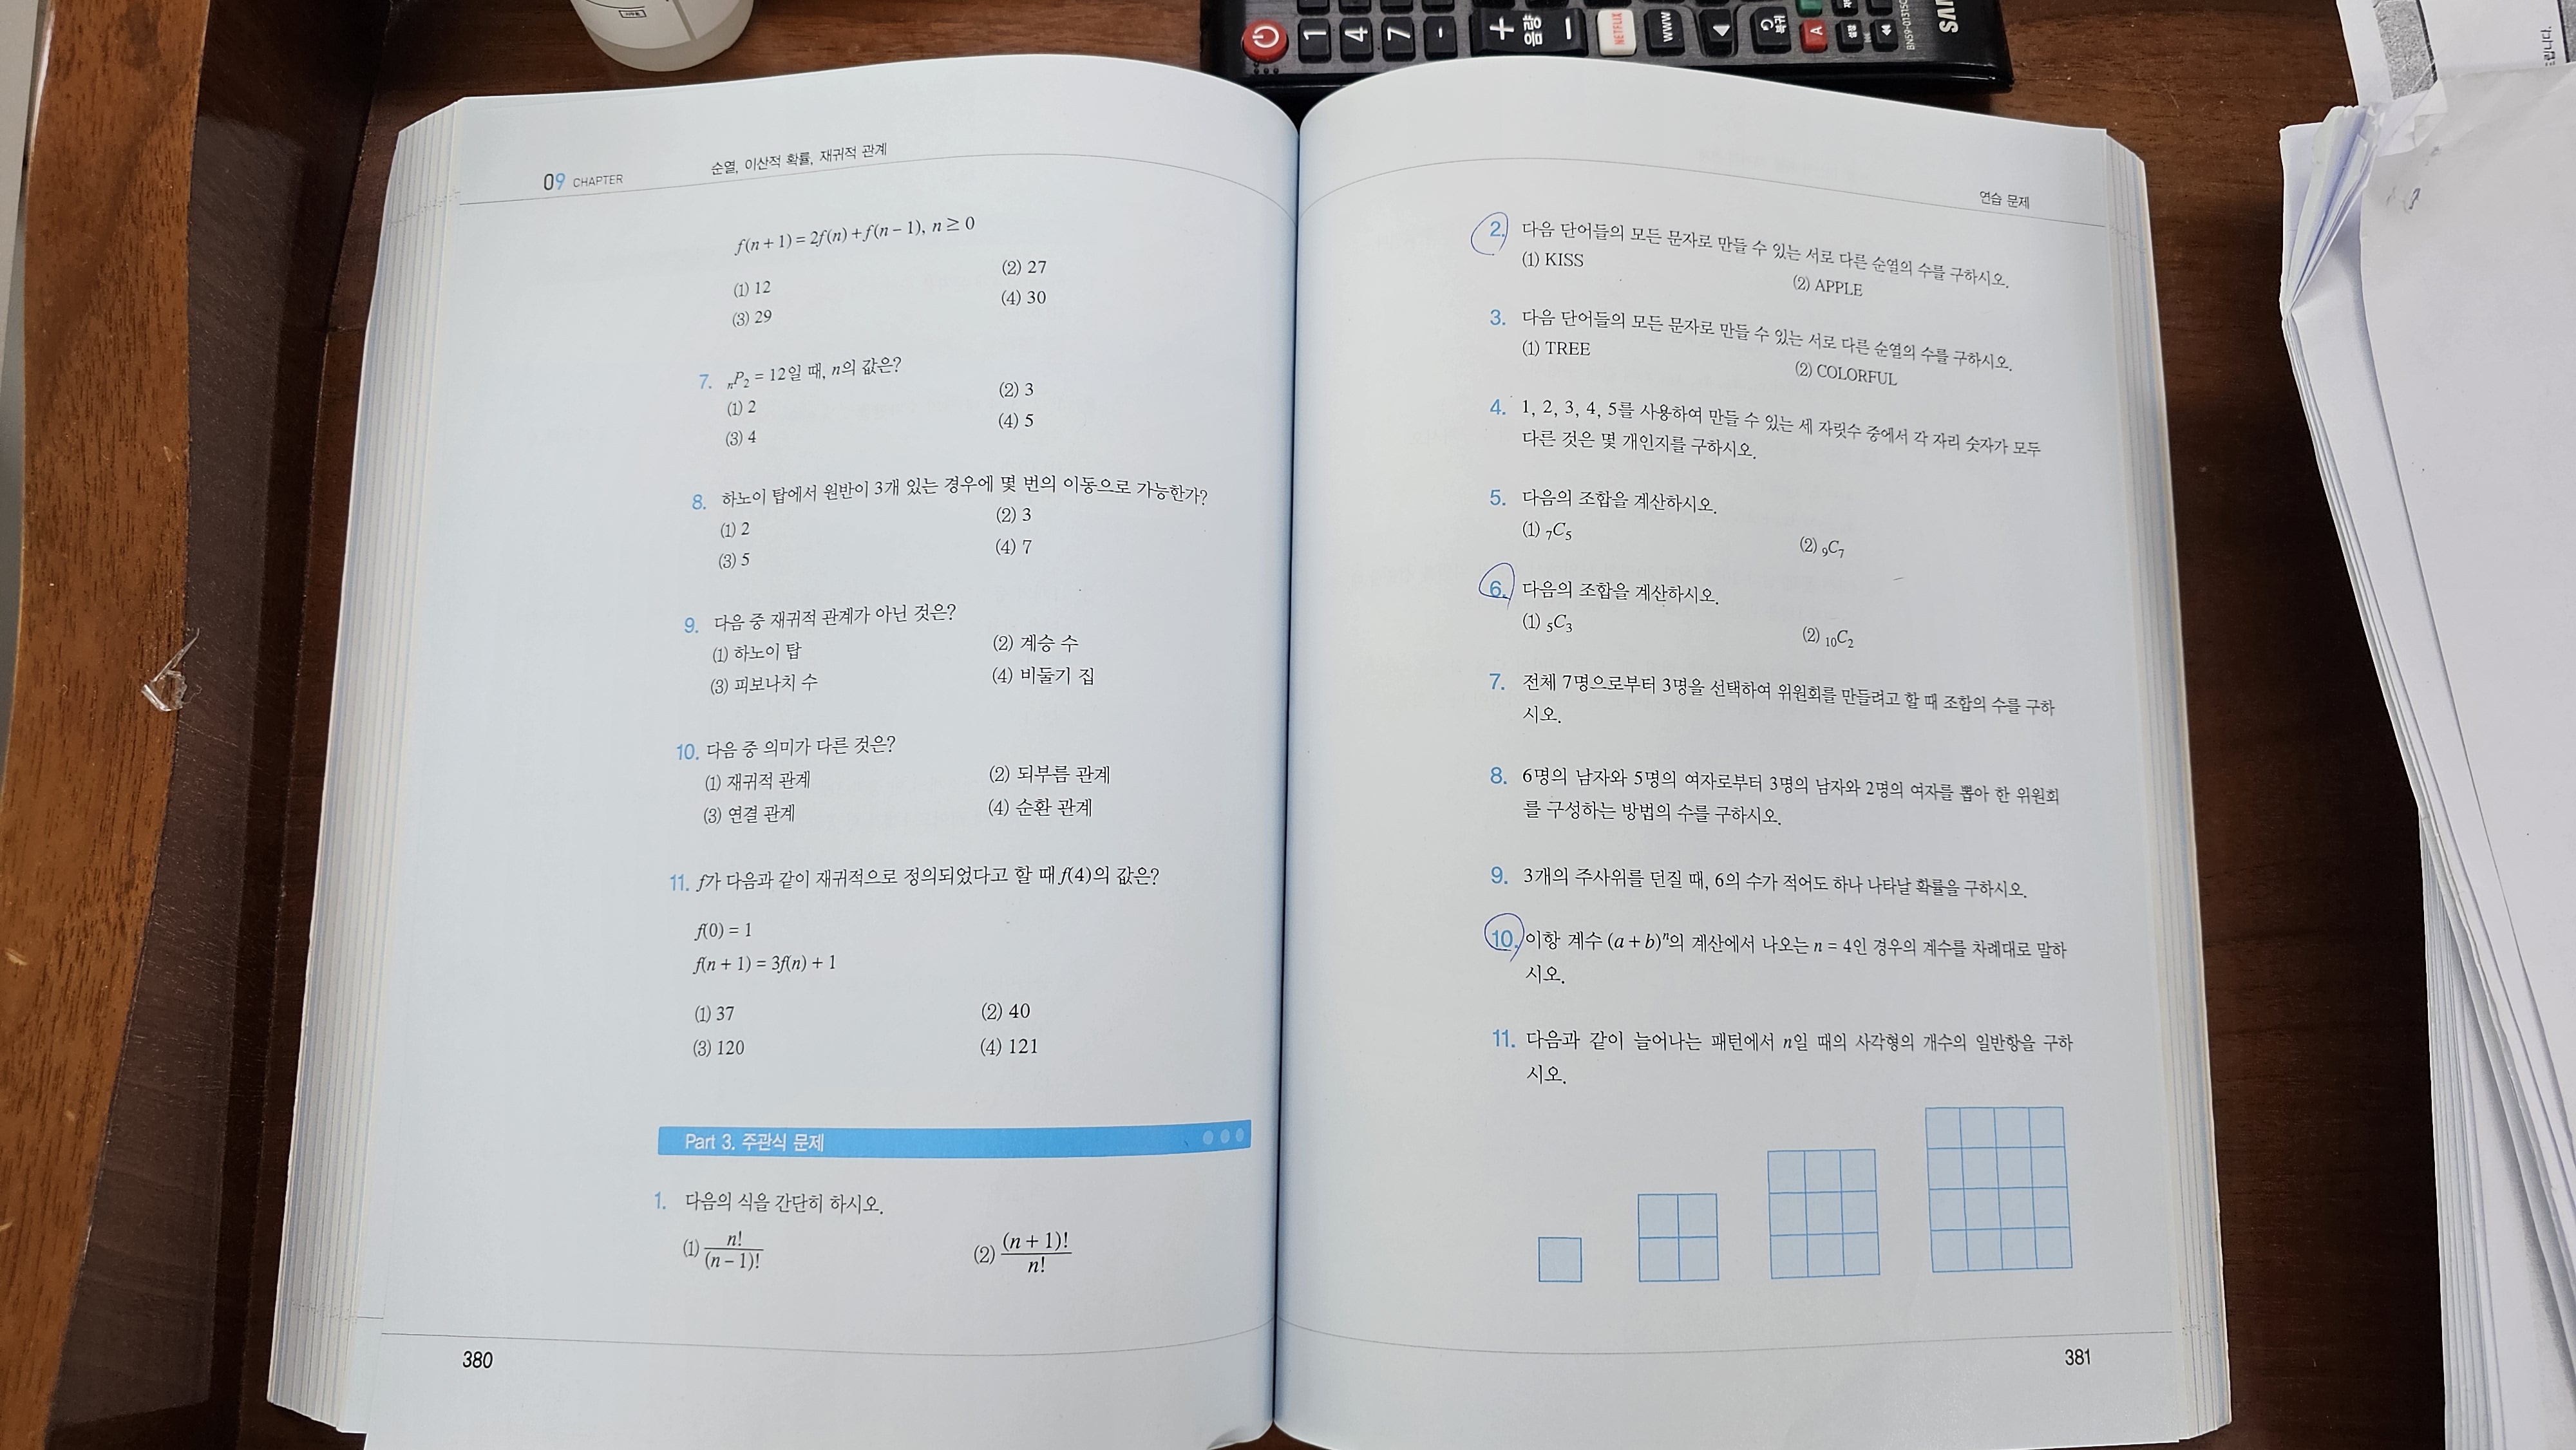 09 CHAPTER 순열, 이산적 확률, 재귀적 관계
f(n + 1) = 2f(n) + f(n − 1), n ≥ 0
(1) 12 (2) 27
(3) 29 (4) 30
7. ₙP₂ = 12일 때, n의 값은?
(1) 2 (2) 3
(3) 4 (4) 5
8. 하노이 탑에서 원반이 3개 있는 경우에 몇 번의 이동으로 가능한가?
(1) 2 (2) 3
(3) 5 (4) 7
9. 다음 중 재귀적 관계가 아닌 것은?
(1) 하노이 탑 (2) 계승 수
(3) 피보나치 수 (4) 비둘기 집
10. 다음 중 의미가 다른 것은?
(1) 재귀적 관계 (2) 되부름 관계
(3) 연결 관계 (4) 순환 관계
11. f가 다음과 같이 재귀적으로 정의되었다고 할 때 f(4)의 값은?
f(0) = 1
f(n + 1) = 3f(n) + 1
(1) 37 (2) 40
(3) 120 (4) 121
Part 3. 주관식 문제
1. 다음의 식을 간단히 하시오.
(1) n!/(n − 1)! (2) (n + 1)!/n!
380
연습 문제
2. 다음 단어들의 모든 문자로 만들 수 있는 서로 다른 순열의 수를 구하시오.
(1) KISS (2) APPLE
3. 다음 단어들의 모든 문자로 만들 수 있는 서로 다른 순열의 수를 구하시오.
(1) TREE (2) COLORFUL
4. 1, 2, 3, 4, 5를 사용하여 만들 수 있는 세 자릿수 중에서 각 자리 숫자가 모두
다른 것은 몇 개인지를 구하시오.
5. 다음의 조합을 계산하시오.
(1) ₇C₅ (2) ₉C₇
6. 다음의 조합을 계산하시오.
(1) ₅C₃ (2) ₁₀C₂
7. 전체 7명으로부터 3명을 선택하여 위원회를 만들려고 할 때 조합의 수를 구하
시오.
8. 6명의 남자와 5명의 여자로부터 3명의 남자와 2명의 여자를 뽑아 한 위원회
를 구성하는 방법의 수를 구하시오.
9. 3개의 주사위를 던질 때, 6의 수가 적어도 하나 나타날 확률을 구하시오.
10. 이항 계수 (a + b)ⁿ의 계산에서 나오는 n = 4인 경우의 계수를 차례대로 말하
시오.
11. 다음과 같이 늘어나는 패턴에서 n일 때의 사각형의 개수의 일반항을 구하
시오.
381
1 4 7 - + 음량 − NETFLIX WWW
A